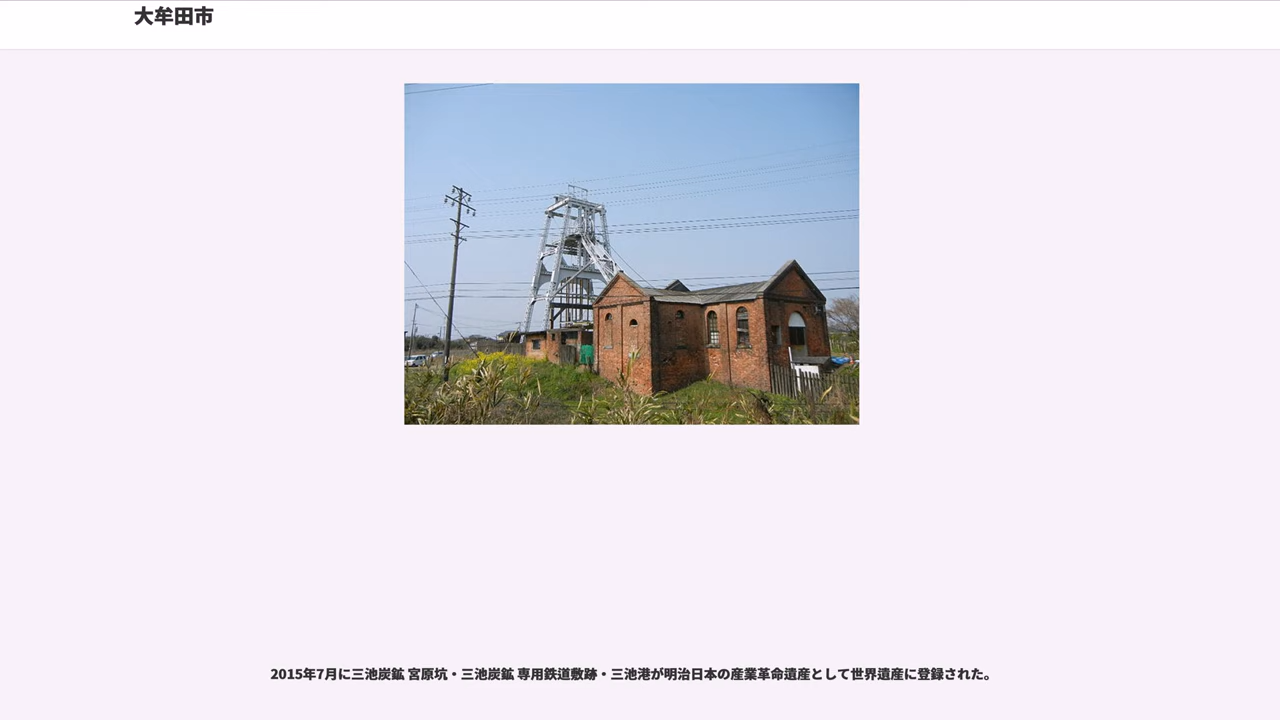 大牟田市
2015年7月に三池炭鉱 宮原坑・三池炭鉱 専用鉄道敷跡・三池港が明治日本の産業革命遺産として世界遺産に登録された。